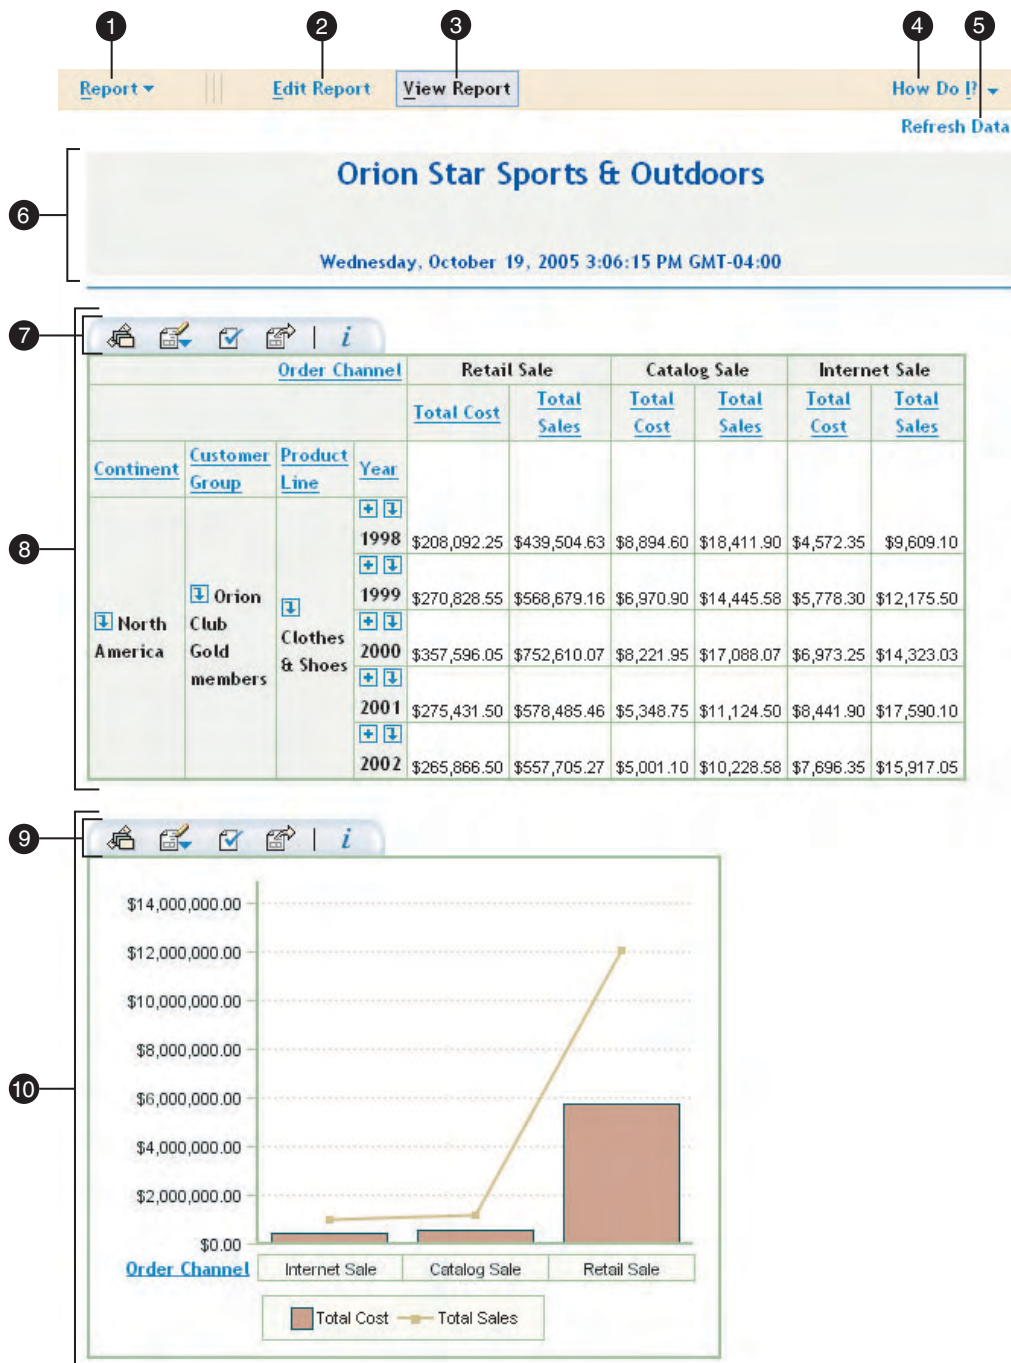 1 2 3 4 5
Report Edit Report View Report How Do I?
Refresh Data
6
Orion Star Sports & Outdoors
Wednesday, October 19, 2005 3:06:15 PM GMT-04:00
7
i
Order Channel Retail Sale Catalog Sale Internet Sale
Total Cost Total Sales Total Cost Total Sales Total Cost Total Sales
Continent Customer Group Product Line Year
8
North America Orion Club Gold members Clothes & Shoes
1998 $208,092.25 $439,504.63 $8,894.60 $18,411.90 $4,572.35 $9,609.10
1999 $270,828.55 $568,679.16 $6,970.90 $14,445.58 $5,778.30 $12,175.50
2000 $357,596.05 $752,610.07 $8,221.95 $17,088.07 $6,973.25 $14,323.03
2001 $275,431.50 $578,485.46 $5,348.75 $11,124.50 $8,441.90 $17,590.10
2002 $265,866.50 $557,705.27 $5,001.10 $10,228.58 $7,696.35 $15,917.05
9
i
10
$14,000,000.00
$12,000,000.00
$10,000,000.00
$8,000,000.00
$6,000,000.00
$4,000,000.00
$2,000,000.00
$0.00
Order Channel Internet Sale Catalog Sale Retail Sale
Total Cost Total Sales